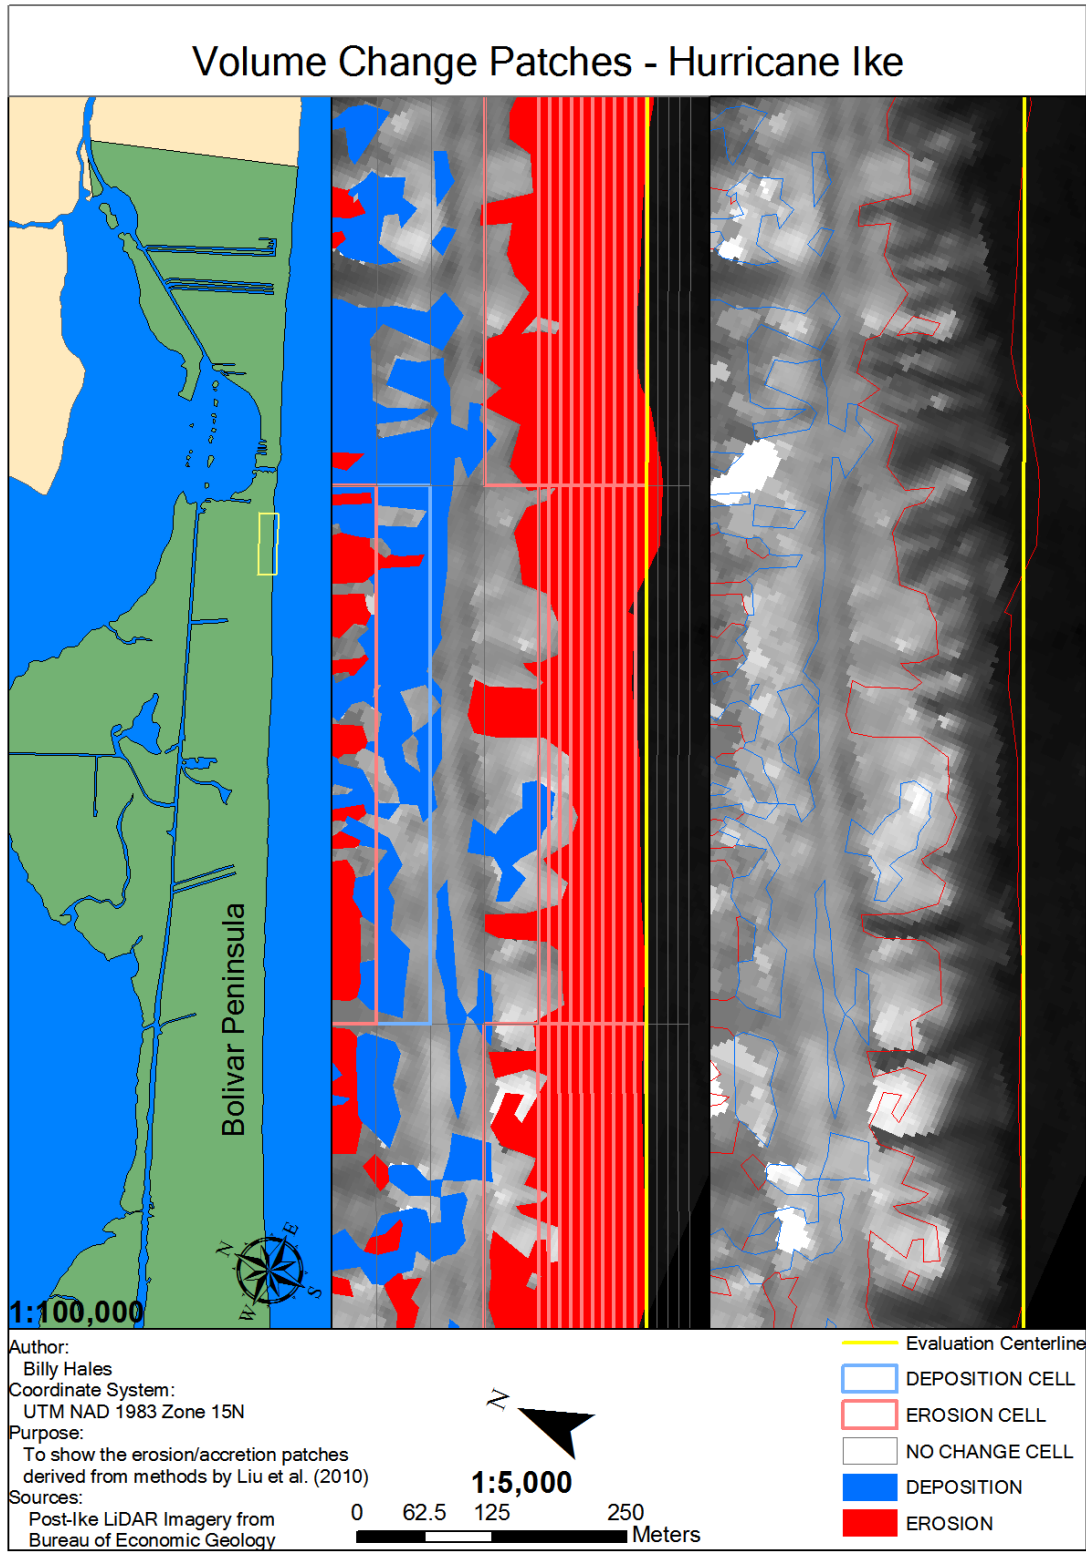 Volume Change Patches - Hurricane Ike
Bolivar Peninsula
N
E
S
W
1:100,000
Author:
Billy Hales
Coordinate System:
UTM NAD 1983 Zone 15N
Purpose:
To show the erosion/accretion patches
derived from methods by Liu et al. (2010)
Sources:
Post-Ike LiDAR Imagery from
Bureau of Economic Geology
N
1:5,000
0 62.5 125 250
Meters
Evaluation Centerline
DEPOSITION CELL
EROSION CELL
NO CHANGE CELL
DEPOSITION
EROSION